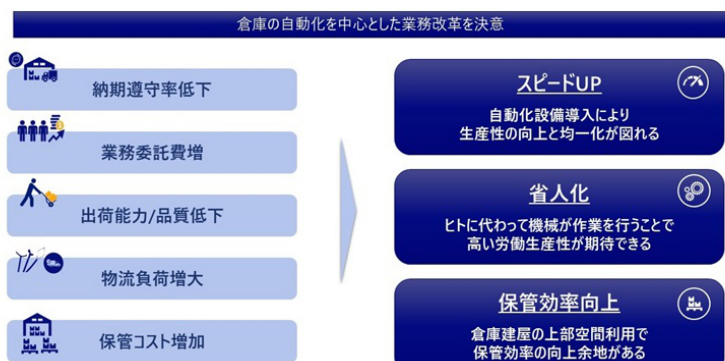 倉庫の自動化を中心とした業務改革を決意
納期遵守率低下
業務委託費増
出荷能力/品質低下
物流負荷増大
保管コスト増加
スピードUP
自動化設備導入により
生産性の向上と均一化が図れる
省人化
ヒトに代わって機械が作業を行うことで
高い労働生産性が期待できる
保管効率向上
倉庫建屋の上部空間利用で
保管効率の向上余地がある